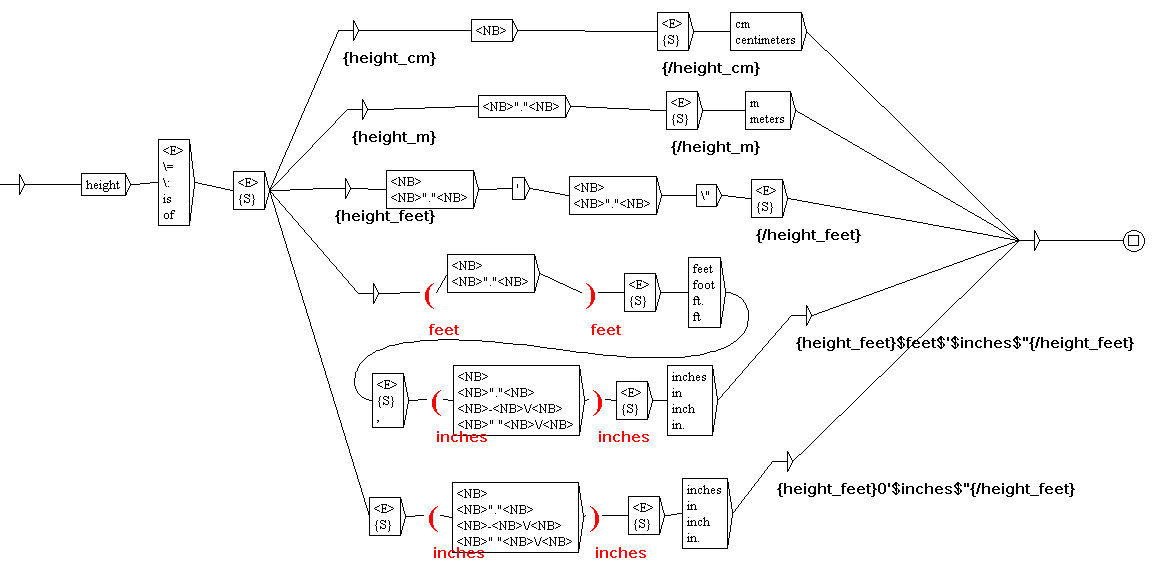 height
<E>
\=
\:
is
of
<E>
{S}
{height_cm}
<NB>
<E>
{S}
{/height_cm}
cm
centimeters
{height_m}
<NB>"."<NB>
<E>
{S}
{/height_m}
m
meters
{height_feet}
<NB>
<NB>"."<NB>
'
<NB>
<NB>"."<NB>
\"
<E>
{S}
{/height_feet}
(
feet
<NB>
<NB>"."<NB>
)
feet
<E>
{S}
feet
foot
ft.
ft
<E>
{S}
,
(
inches
<NB>
<NB>"."<NB>
<NB>-<NB>\/<NB>
<NB>" "<NB>\/<NB>
)
inches
<E>
{S}
inches
in
inch
in.
{height_feet}$feet$'$inches$"{/height_feet}
<E>
{S}
(
inches
<NB>
<NB>"."<NB>
<NB>-<NB>\/<NB>
<NB>" "<NB>\/<NB>
)
inches
<E>
{S}
inches
in
inch
in.
{height_feet}0'$inches$"{/height_feet}